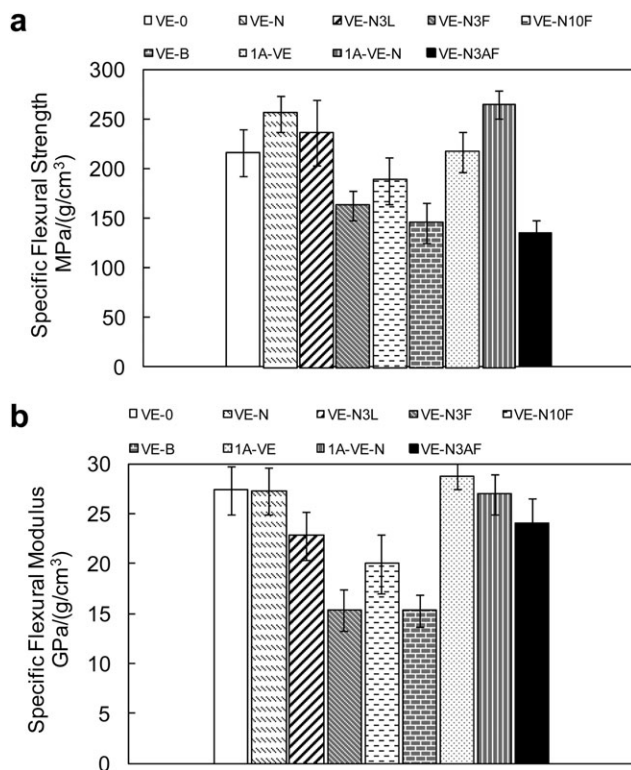 a
VE-0 VE-N VE-N3L VE-N3F VE-N10F
VE-B 1A-VE 1A-VE-N VE-N3AF
300
250
200
150
100
50
0
Specific Flexural Strength
MPa/(g/cm³)
b
VE-0 VE-N VE-N3L VE-N3F VE-N10F
VE-B 1A-VE 1A-VE-N VE-N3AF
30
25
20
15
10
5
0
Specific Flexural Modulus
GPa/(g/cm³)